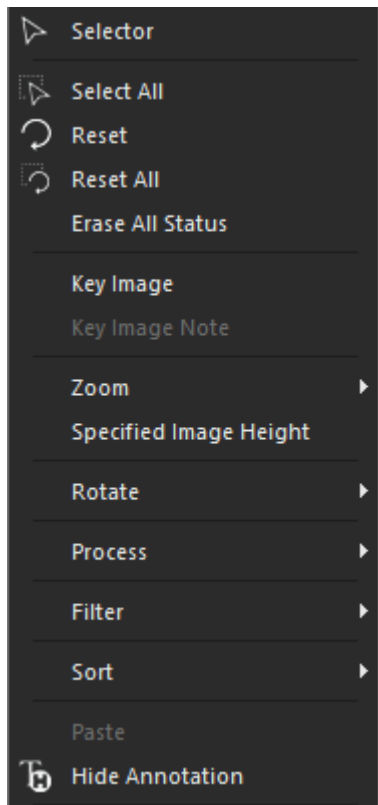 Selector
Select All
Reset
Reset All
Erase All Status
Key Image
Key Image Note
Zoom
Specified Image Height
Rotate
Process
Filter
Sort
Paste
Hide Annotation